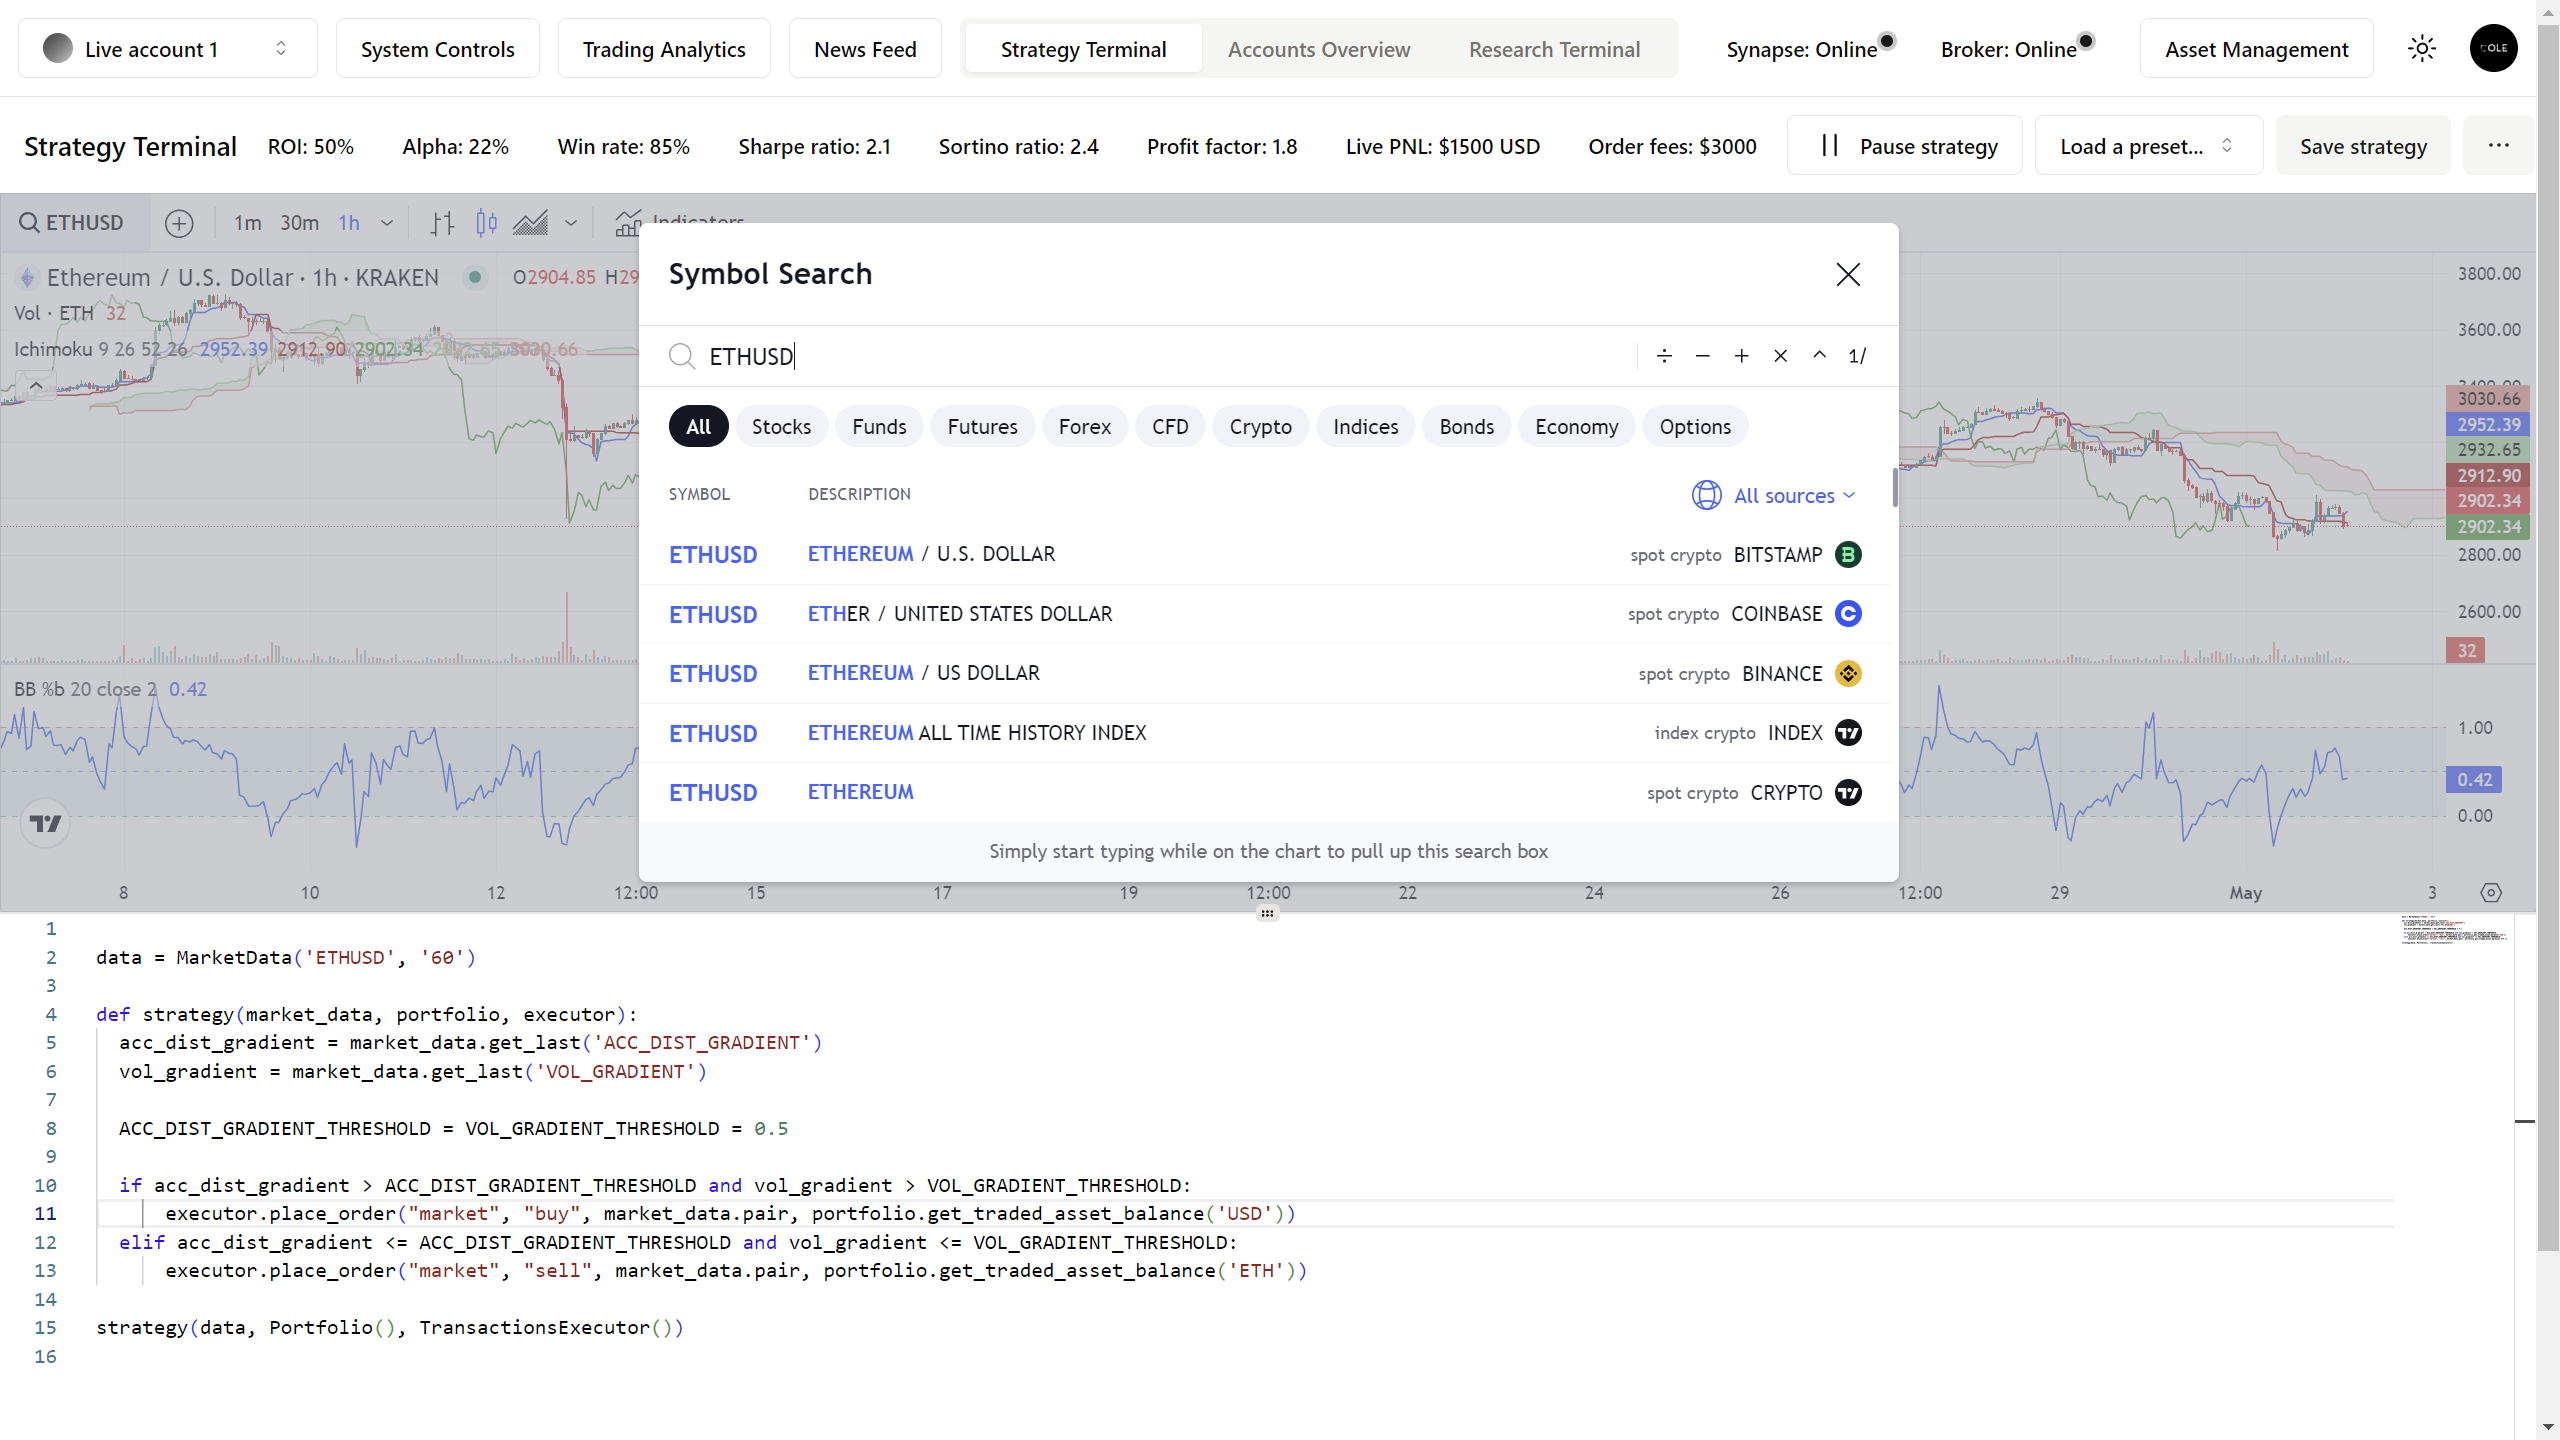 Live account 1
System Controls
Trading Analytics
News Feed
Strategy Terminal
Accounts Overview
Research Terminal
Synapse: Online
Broker: Online
Asset Management
COLE
Strategy Terminal
ROI: 50%
Alpha: 22%
Win rate: 85%
Sharpe ratio: 2.1
Sortino ratio: 2.4
Profit factor: 1.8
Live PNL: $1500 USD
Order fees: $3000
Pause strategy
Load a preset...
Save strategy
ETHUSD
1m 30m 1h
Indicators
Ethereum / U.S. Dollar · 1h · KRAKEN
O2904.85 H29
Vol · ETH 32
Ichimoku 9 26 52 26 2952.39 2912.90 2902.34 3030.66
BB %b 20 close 2 0.42
Symbol Search
ETHUSD
÷ − + × ^ 1/
All Stocks Funds Futures Forex CFD Crypto Indices Bonds Economy Options
SYMBOL DESCRIPTION All sources
ETHUSD ETHEREUM / U.S. DOLLAR spot crypto BITSTAMP
ETHUSD ETHER / UNITED STATES DOLLAR spot crypto COINBASE
ETHUSD ETHEREUM / US DOLLAR spot crypto BINANCE
ETHUSD ETHEREUM ALL TIME HISTORY INDEX index crypto INDEX
ETHUSD ETHEREUM spot crypto CRYPTO
Simply start typing while on the chart to pull up this search box
3800.00
3600.00
3030.66
2952.39
2932.65
2912.90
2902.34
2902.34
2800.00
2600.00
32
1.00
0.42
0.00
8 10 12 12:00 15 17 19 12:00 22 24 26 12:00 29 May 3
1
2 data = MarketData('ETHUSD', '60')
3
4 def strategy(market_data, portfolio, executor):
5 acc_dist_gradient = market_data.get_last('ACC_DIST_GRADIENT')
6 vol_gradient = market_data.get_last('VOL_GRADIENT')
7
8 ACC_DIST_GRADIENT_THRESHOLD = VOL_GRADIENT_THRESHOLD = 0.5
9
10 if acc_dist_gradient > ACC_DIST_GRADIENT_THRESHOLD and vol_gradient > VOL_GRADIENT_THRESHOLD:
11 executor.place_order("market", "buy", market_data.pair, portfolio.get_traded_asset_balance('USD'))
12 elif acc_dist_gradient <= ACC_DIST_GRADIENT_THRESHOLD and vol_gradient <= VOL_GRADIENT_THRESHOLD:
13 executor.place_order("market", "sell", market_data.pair, portfolio.get_traded_asset_balance('ETH'))
14
15 strategy(data, Portfolio(), TransactionsExecutor())
16